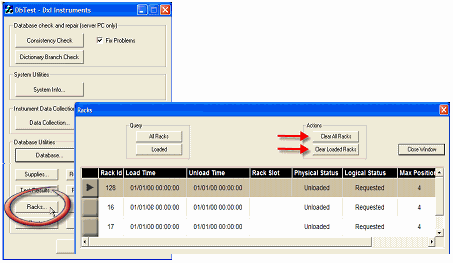 DbTest - DxI Instruments
Database check and repair (server PC only)
Consistency Check
Fix Problems
Dictionary Branch Check
System Utilities
System Info...
Instrument Data Collection
Data Collection...
Database Utilities
Database...
Supplies...
Test Results
Racks...
Racks
Query
All Racks
Loaded
Actions
Clear All Racks
Clear Loaded Racks
Close Window
Rack Id Load Time Unload Time Rack Slot Physical Status Logical Status Max Position
128 01/01/00 00:00:00 01/01/00 00:00:00 Unloaded Requested 4
16 01/01/00 00:00:00 01/01/00 00:00:00 Unloaded Requested 4
17 01/01/00 00:00:00 01/01/00 00:00:00 Unloaded Requested 4